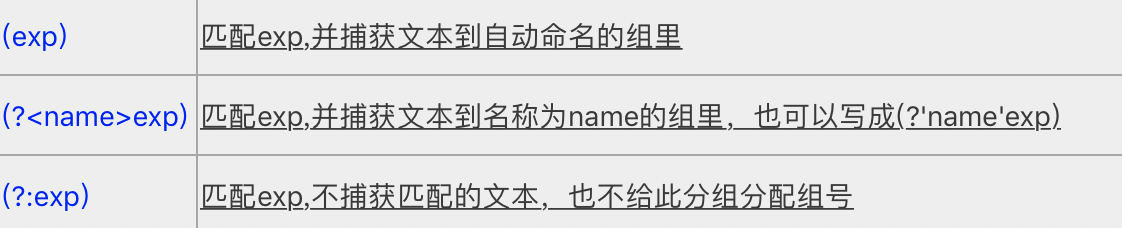 (exp) 匹配exp,并捕获文本到自动命名的组里
(?<name>exp) 匹配exp,并捕获文本到名称为name的组里，也可以写成(?'name'exp)
(?:exp) 匹配exp,不捕获匹配的文本，也不给此分组分配组号